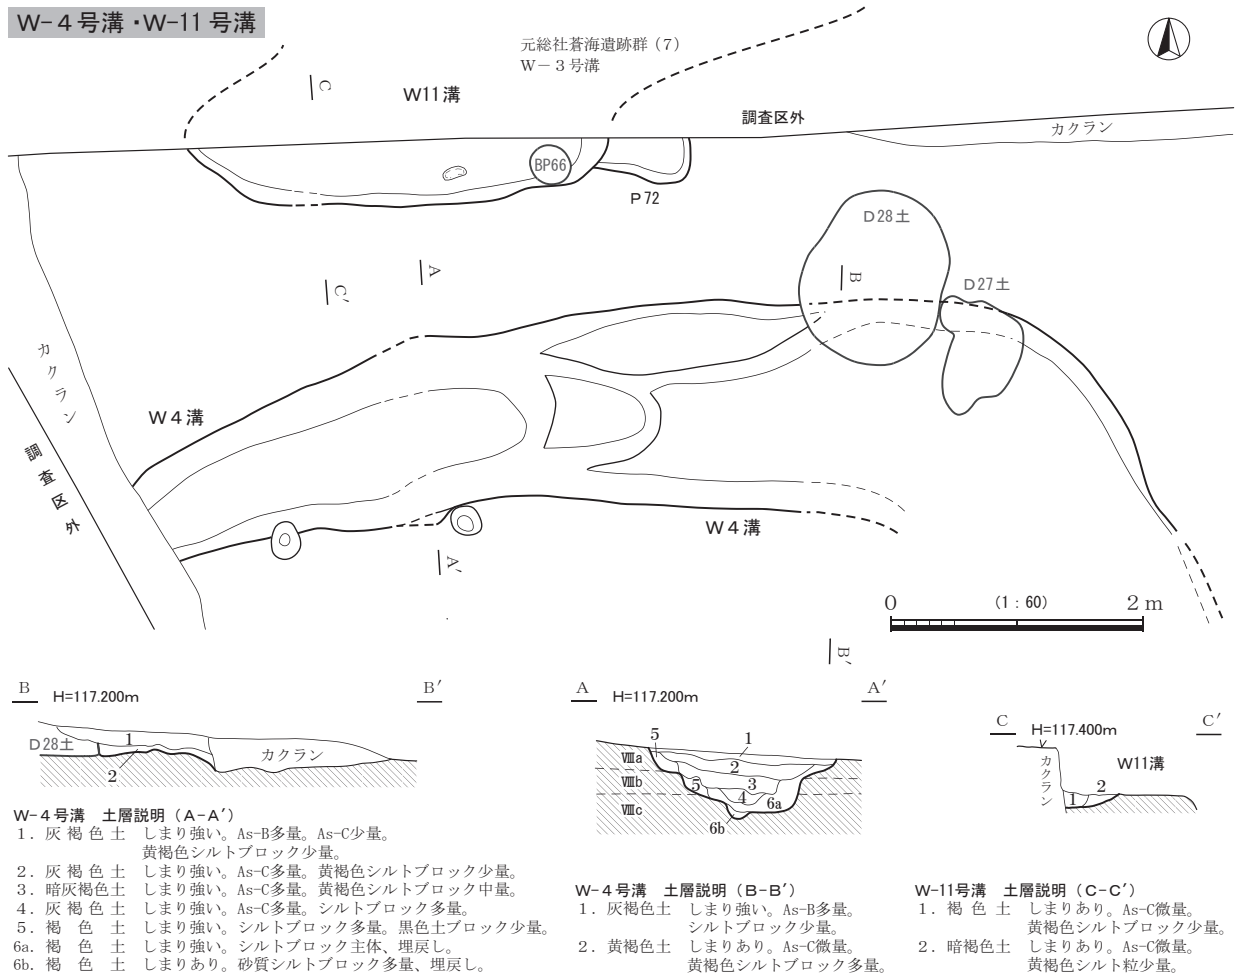 W-4号溝・W-11号溝
元総社蒼海遺跡群(7)
W-3号溝
C
W11溝
調査区外
カクラン
BP66
P72
D28土
B
D27土
A
C′
カクラン
W4溝
調査区外
W4溝
A′
0 (1:60) 2m
B′
B H=117.200m B′
D28土 1 カクラン
2
A H=117.200m A′
5 1
Ⅷa 2
Ⅷb 5 3
4 6a
Ⅷc
6b
C H=117.400m C′
カクラン
W11溝
1 2
W-4号溝 土層説明(A-A′)
1.灰褐色土 しまり強い。As-B多量。As-C少量。
黄褐色シルトブロック少量。
2.灰褐色土 しまり強い。As-C多量。黄褐色シルトブロック少量。
3.暗灰褐色土 しまり強い。As-C多量。黄褐色シルトブロック中量。
4.灰褐色土 しまり強い。As-C多量。シルトブロック多量。
5.褐色土 しまり強い。シルトブロック多量。黒色土ブロック少量。
6a.褐色土 しまり強い。シルトブロック主体、埋戻し。
6b.褐色土 しまりあり。砂質シルトブロック多量、埋戻し。
W-4号溝 土層説明(B-B′)
1.灰褐色土 しまり強い。As-B多量。
シルトブロック少量。
2.黄褐色土 しまりあり。As-C微量。
黄褐色シルトブロック多量。
W-11号溝 土層説明(C-C′)
1.褐色土 しまりあり。As-C微量。
黄褐色シルトブロック少量。
2.暗褐色土 しまりあり。As-C微量。
黄褐色シルト粒少量。